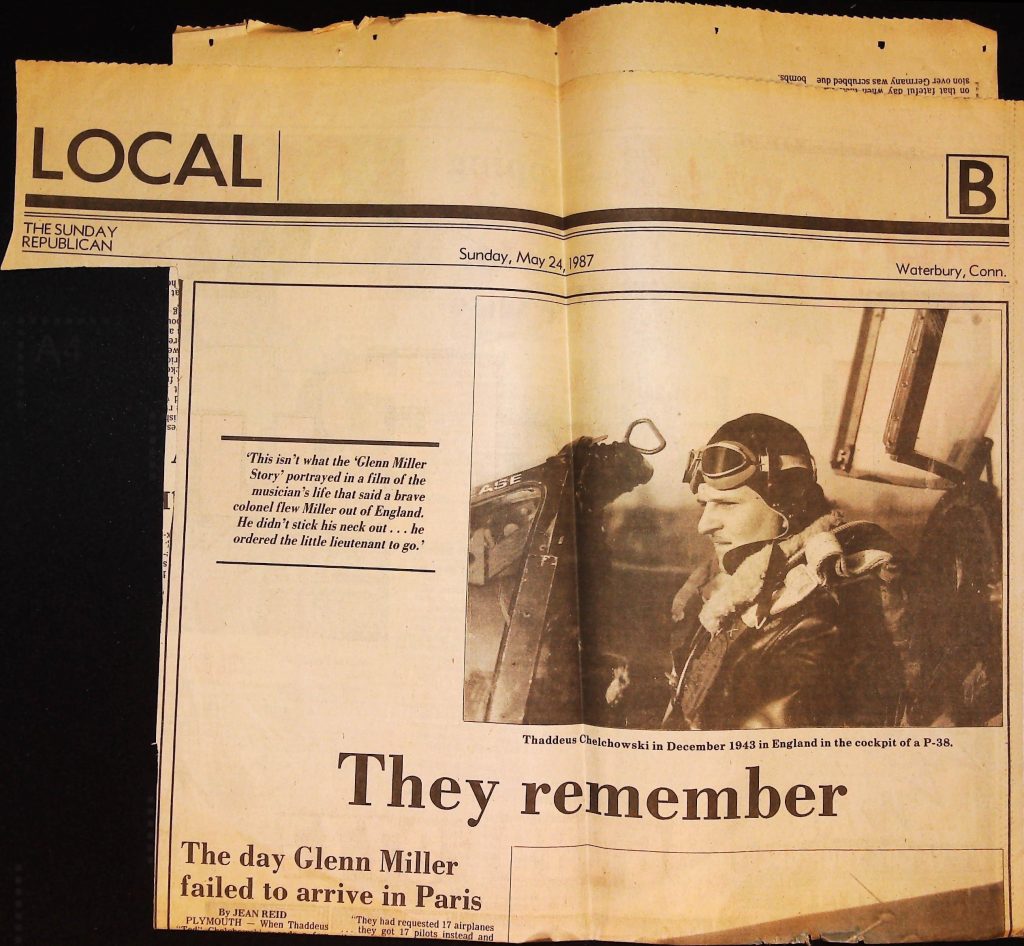 sion over Germany was scrubbed due bombs.
on that fateful day when
LOCAL
B
THE SUNDAY
REPUBLICAN
Sunday, May 24, 1987
Waterbury, Conn.
'This isn't what the 'Glenn Miller
Story' portrayed in a film of the
musician's life that said a brave
colonel flew Miller out of England.
He didn't stick his neck out . . . he
ordered the little lieutenant to go.'
ASE
Thaddeus Chelchowski in December 1943 in England in the cockpit of a P-38.
They remember
The day Glenn Miller
failed to arrive in Paris
By JEAN REID
PLYMOUTH — When Thaddeus
"Ted" Chelchowski
"They had requested 17 airplanes
. . . they got 17 pilots instead and